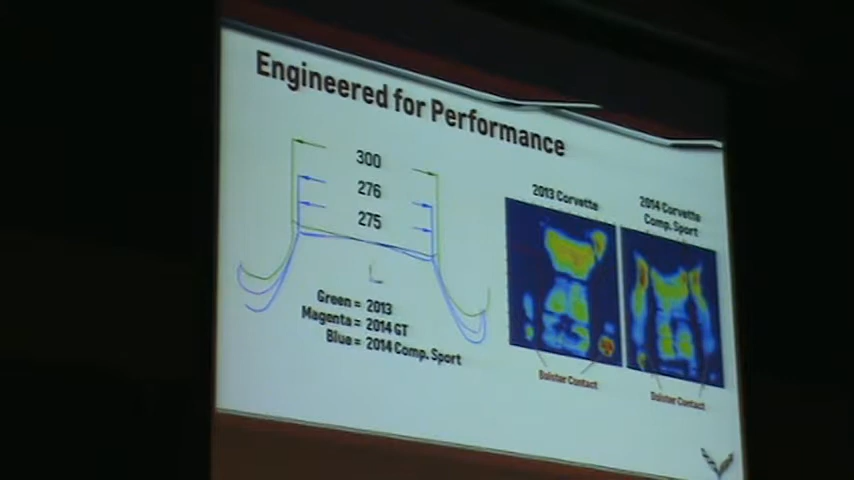 Engineered for Performance
300
276
275
Green = 2013
Magenta = 2014 GT
Blue = 2014 Comp. Sport
2013 Corvette
2014 Corvette
Comp. Sport
Bolster Contact
Bolster Contact